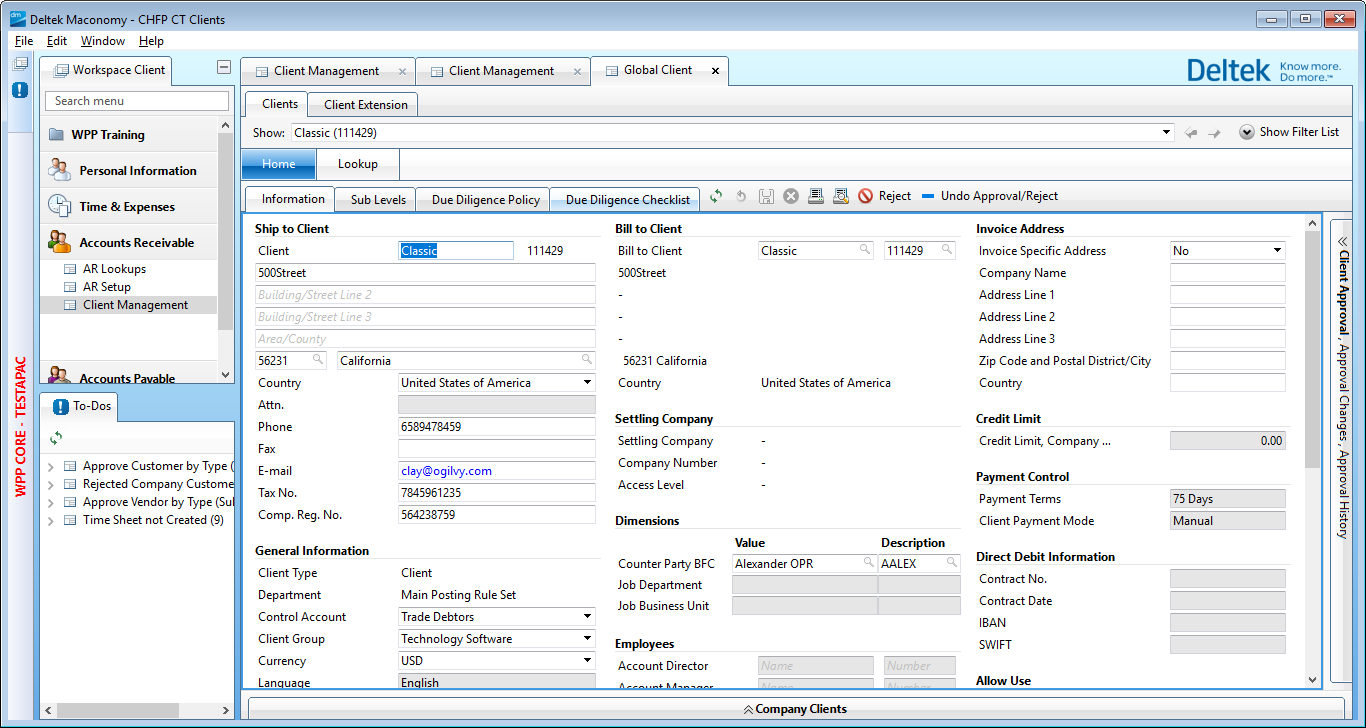 Deltek Maconomy - CHFP CT Clients
File Edit Window Help
Workspace Client
Search menu
WPP Training
Personal Information
Time & Expenses
Accounts Receivable
AR Lookups
AR Setup
Client Management
Accounts Payable
WPP CORE - TESTAPAC
To-Dos
Approve Customer by Type (
Rejected Company Custome
Approve Vendor by Type (Sul
Time Sheet not Created (9)
Client Management Client Management Global Client
Deltek Know more.
Do more.™
Clients Client Extension
Show: Classic (111429) Show Filter List
Home Lookup
Information Sub Levels Due Diligence Policy Due Diligence Checklist Reject Undo Approval/Reject
Ship to Client
Client Classic 111429
500Street
Building/Street Line 2
Building/Street Line 3
Area/County
56231 California
Country United States of America
Attn.
Phone 6589478459
Fax
E-mail clay@ogilvy.com
Tax No. 7845961235
Comp. Reg. No. 564238759
General Information
Client Type Client
Department Main Posting Rule Set
Control Account Trade Debtors
Client Group Technology Software
Currency USD
Language English
Bill to Client
Bill to Client Classic 111429
500Street
-
-
-
56231 California
Country United States of America
Settling Company
Settling Company -
Company Number -
Access Level -
Dimensions
Value Description
Counter Party BFC Alexander OPR AALEX
Job Department
Job Business Unit
Employees
Account Director Name Number
Account Manager Name Number
Invoice Address
Invoice Specific Address No
Company Name
Address Line 1
Address Line 2
Address Line 3
Zip Code and Postal District/City
Country
Credit Limit
Credit Limit, Company ... 0.00
Payment Control
Payment Terms 75 Days
Client Payment Mode Manual
Direct Debit Information
Contract No.
Contract Date
IBAN
SWIFT
Allow Use
Client Approval , Approval Changes , Approval History
Company Clients